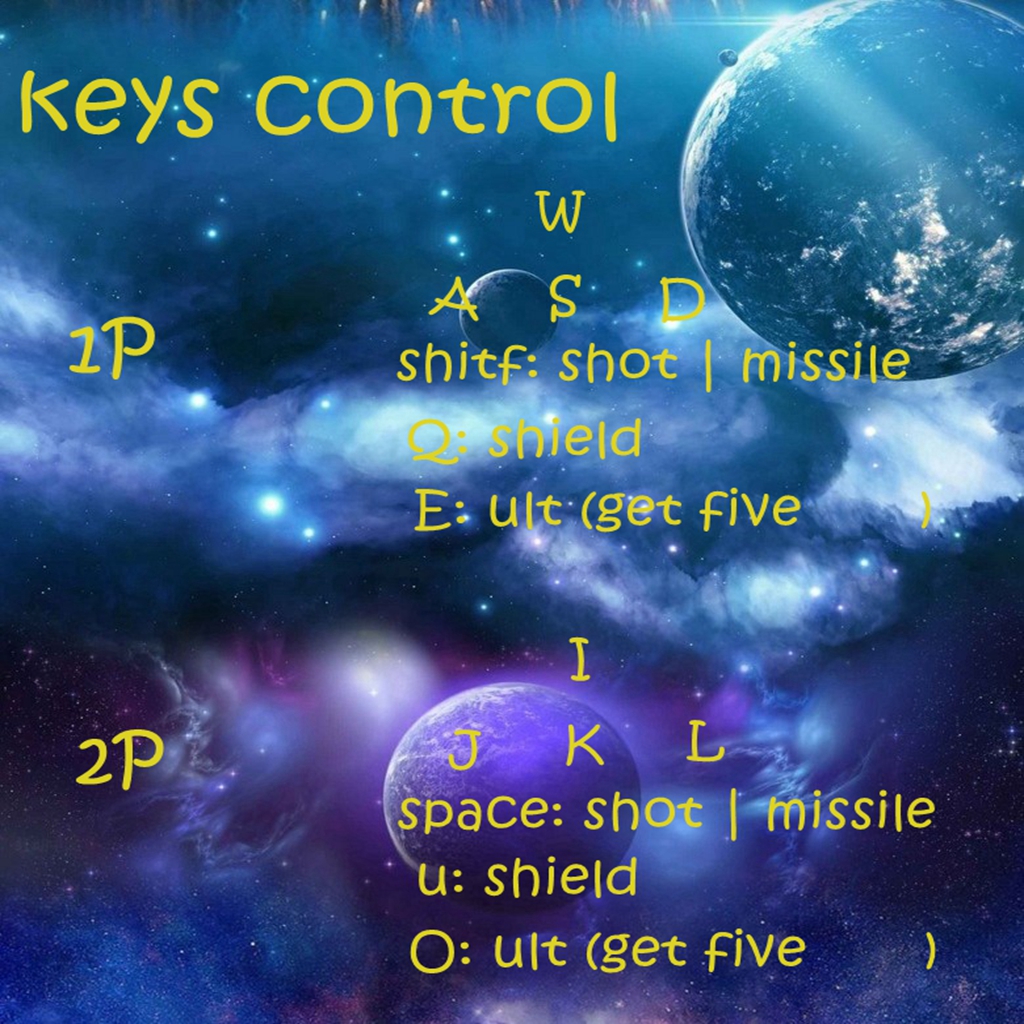 keys control
W
A S D
1P
shitf: shot | missile
Q: shield
E: ult (get five )
I
J K L
2P
space: shot | missile
u: shield
O: ult (get five )